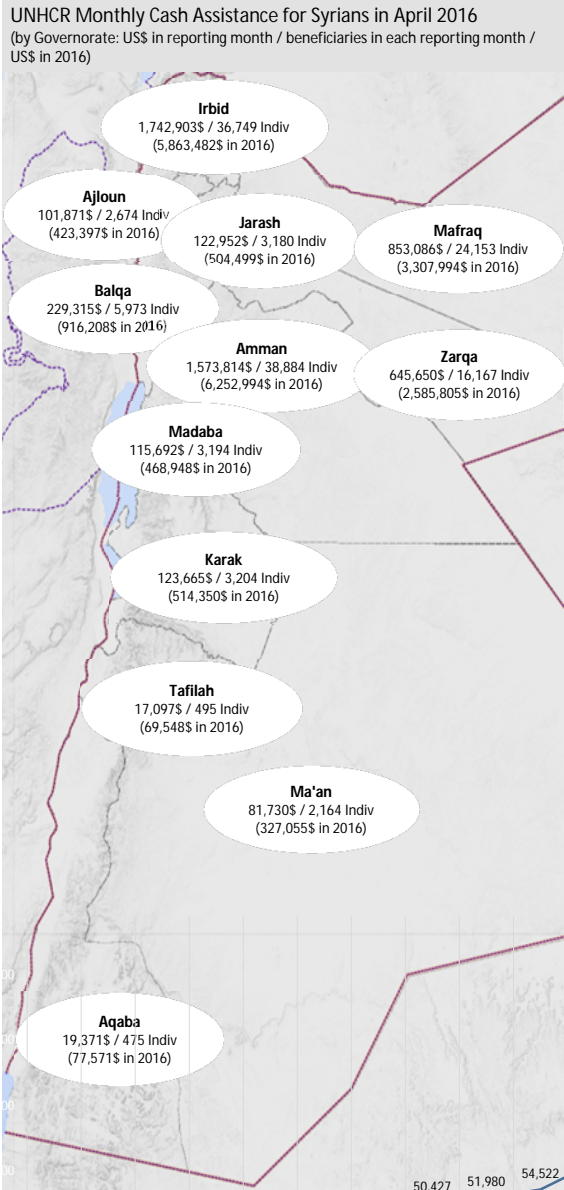 UNHCR Monthly Cash Assistance for Syrians in April 2016
(by Governorate: US$ in reporting month / beneficiaries in each reporting month /
US$ in 2016)
Irbid
1,742,903$ / 36,749 Indiv
(5,863,482$ in 2016)
Ajloun
101,871$ / 2,674 Indiv
(423,397$ in 2016)
Jarash
122,952$ / 3,180 Indiv
(504,499$ in 2016)
Mafraq
853,086$ / 24,153 Indiv
(3,307,994$ in 2016)
Balqa
229,315$ / 5,973 Indiv
(916,208$ in 2016)
Amman
1,573,814$ / 38,884 Indiv
(6,252,994$ in 2016)
Zarqa
645,650$ / 16,167 Indiv
(2,585,805$ in 2016)
Madaba
115,692$ / 3,194 Indiv
(468,948$ in 2016)
Karak
123,665$ / 3,204 Indiv
(514,350$ in 2016)
Tafilah
17,097$ / 495 Indiv
(69,548$ in 2016)
Ma'an
81,730$ / 2,164 Indiv
(327,055$ in 2016)
Aqaba
19,371$ / 475 Indiv
(77,571$ in 2016)
50,427 51,980 54,522